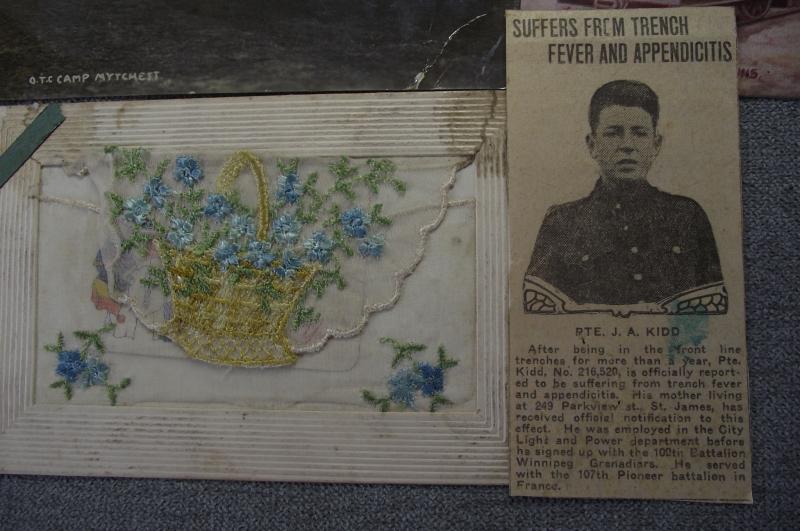 O.T.C CAMP MYTCHETT
SUFFERS FROM TRENCH
FEVER AND APPENDICITIS
PTE. J. A. KIDD
After being in the front line
trenches for more than a year, Pte.
Kidd, No. 216,520, is officially report-
ed to be suffering from trench fever
and appendicitis. His mother living
at 249 Parkview st., St. James, has
received official notification to this
effect. He was employed in the City
Light and Power department before
he signed up with the 100th Battalion
Winnipeg Grenadiers. He served
with the 107th Pioneer battalion in
France.